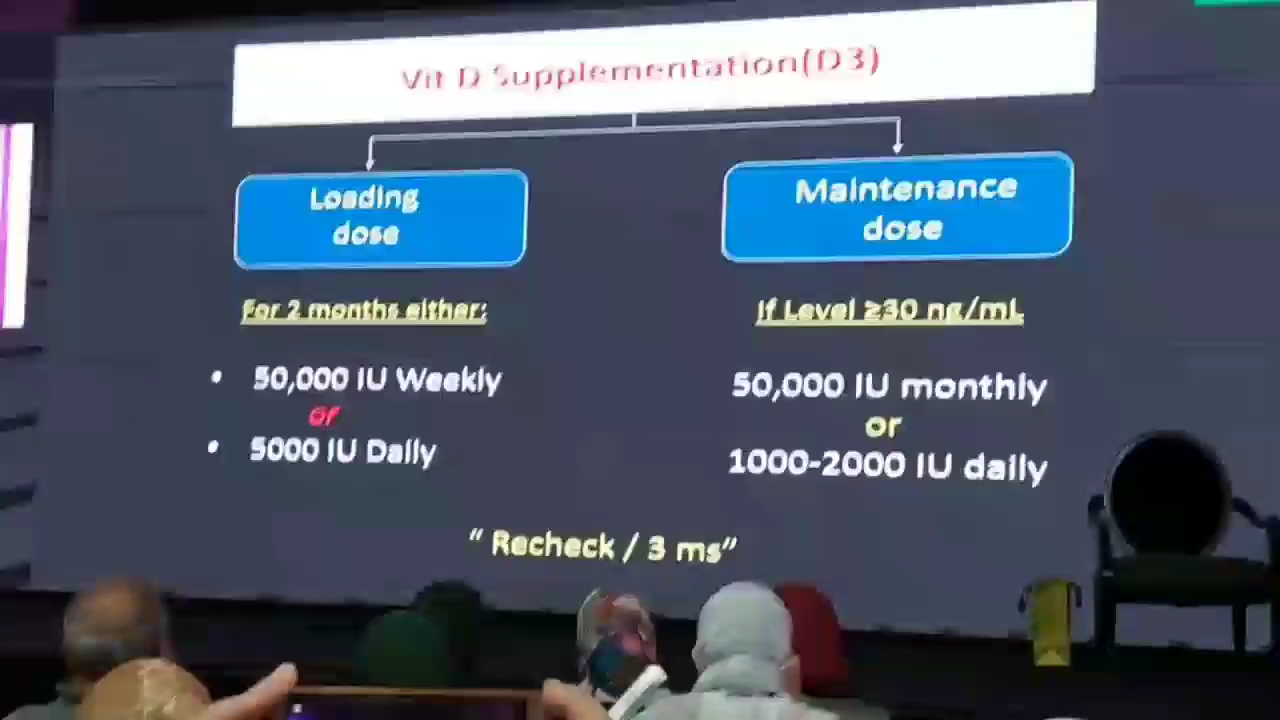 Vit D Supplementation(D3)
Loading
dose
For 2 months either:
• 50,000 IU Weekly
or
• 5000 IU Daily
Maintenance
dose
If Level ≥30 ng/mL
50,000 IU monthly
or
1000-2000 IU daily
“ Recheck / 3 ms”